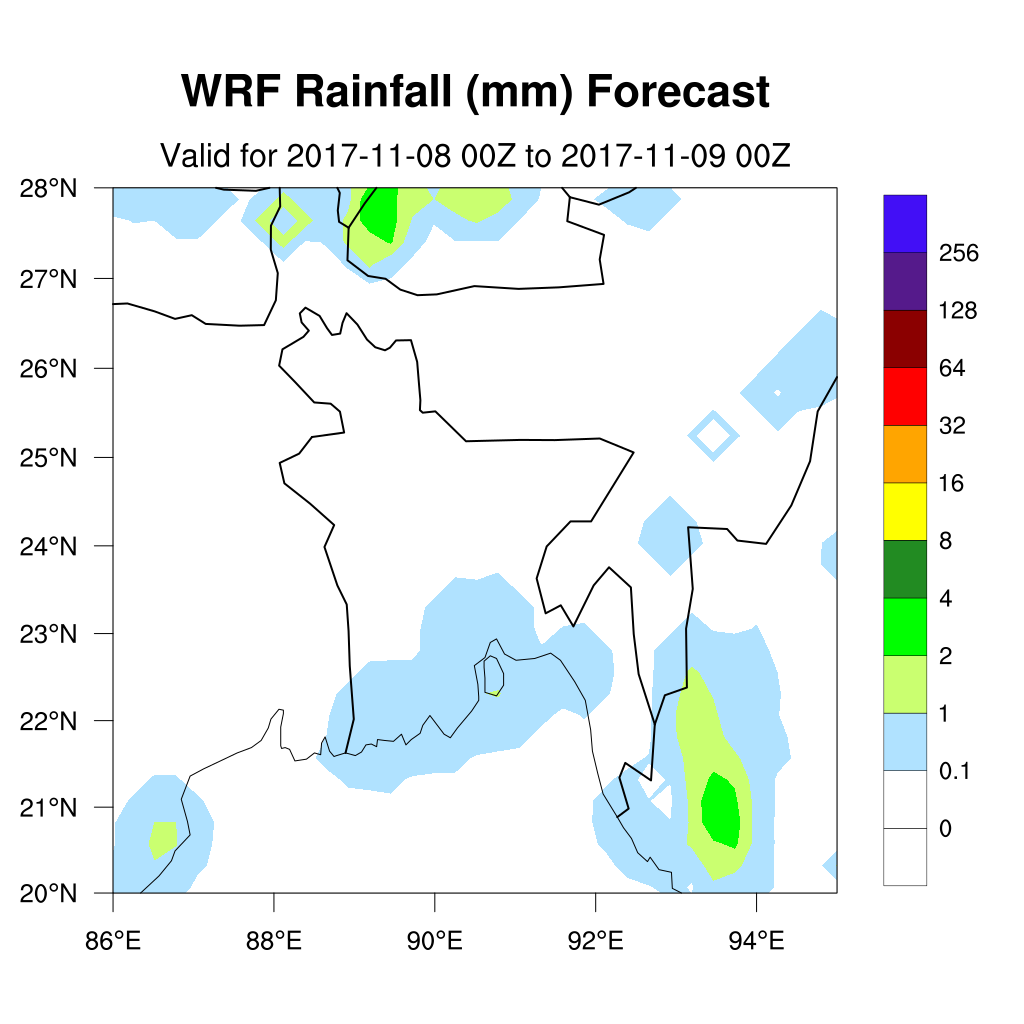 WRF Rainfall (mm) Forecast
Valid for 2017-11-08 00Z to 2017-11-09 00Z
28°N
27°N
26°N
25°N
24°N
23°N
22°N
21°N
20°N
86°E 88°E 90°E 92°E 94°E
256
128
64
32
16
8
4
2
1
0.1
0